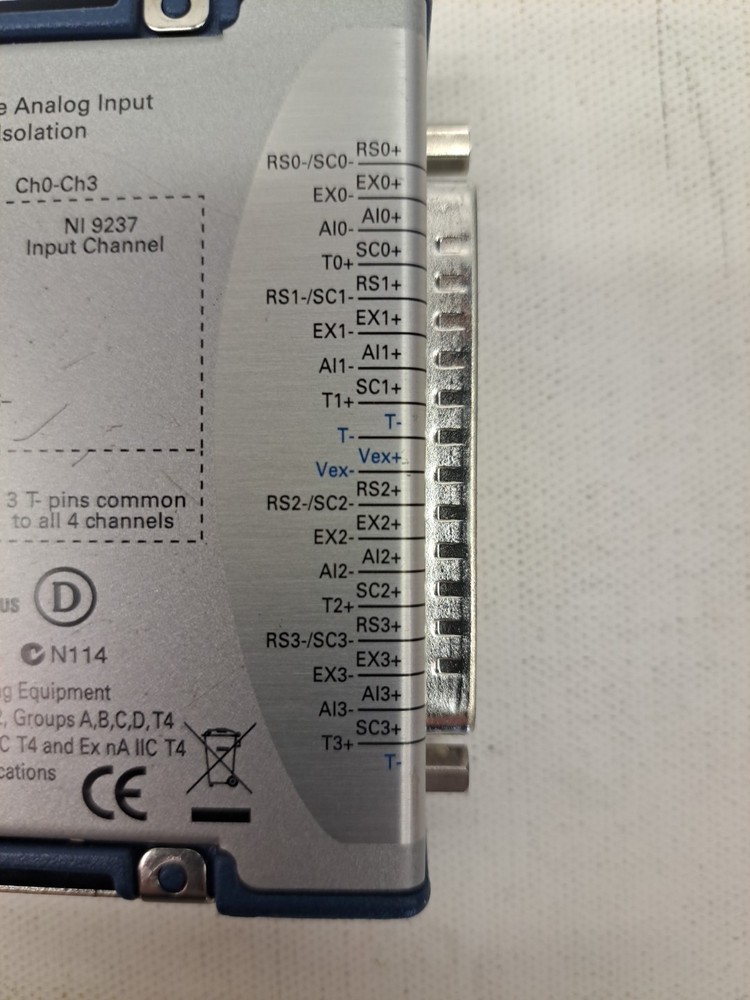 e Analog Input
Isolation
Ch0-Ch3
NI 9237
Input Channel
3 T- pins common
to all 4 channels
us D
N114
g Equipment
2, Groups A,B,C,D,T4
C T4 and Ex nA IIC T4
cations
CE
RS0+
RS0-/SC0-
EX0+
EX0-
AI0+
AI0-
SC0+
T0+
RS1+
RS1-/SC1-
EX1+
EX1-
AI1+
AI1-
SC1+
T1+
T-
T-
Vex+
Vex-
RS2+
RS2-/SC2-
EX2+
EX2-
AI2+
AI2-
SC2+
T2+
RS3+
RS3-/SC3-
EX3+
EX3-
AI3+
AI3-
SC3+
T3+
T-